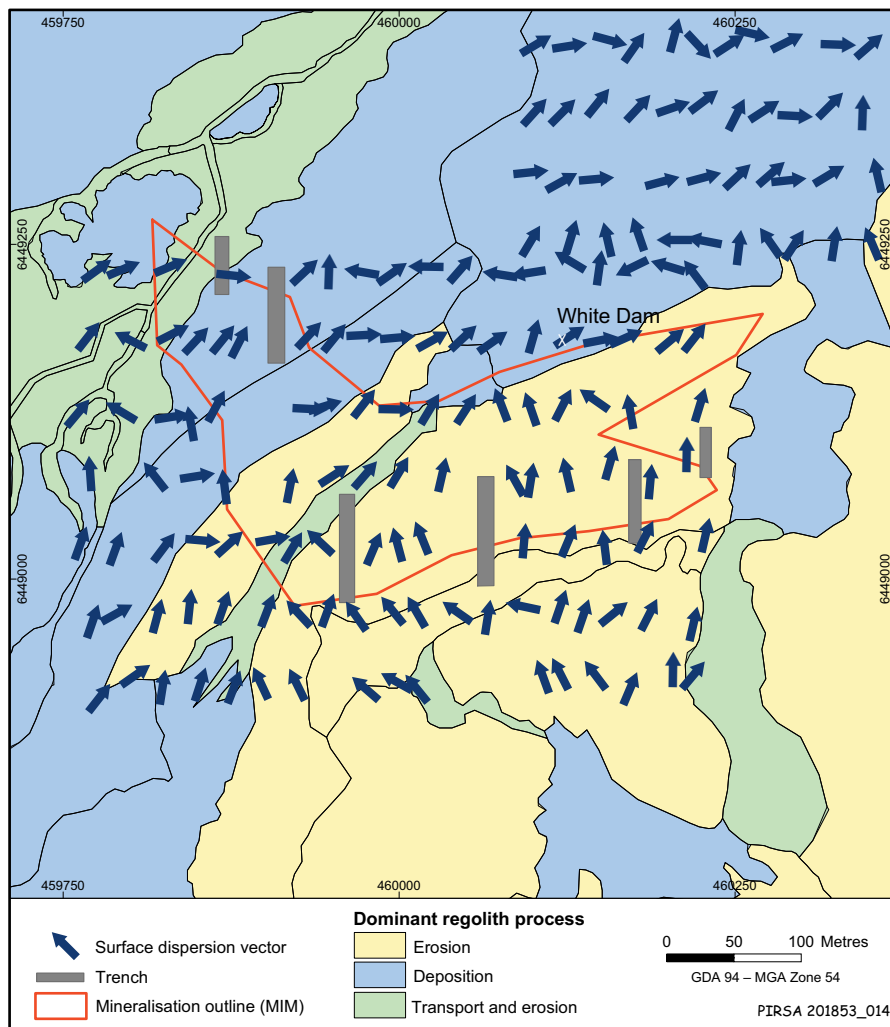 459750 460000 460250
6449250 6449250
White Dam
X
6449000 6449000
459750 460000 460250
Dominant regolith process
Surface dispersion vector
Trench
Mineralisation outline (MIM)
Erosion
Deposition
Transport and erosion
0 50 100 Metres
GDA 94 – MGA Zone 54
PIRSA 201853_014